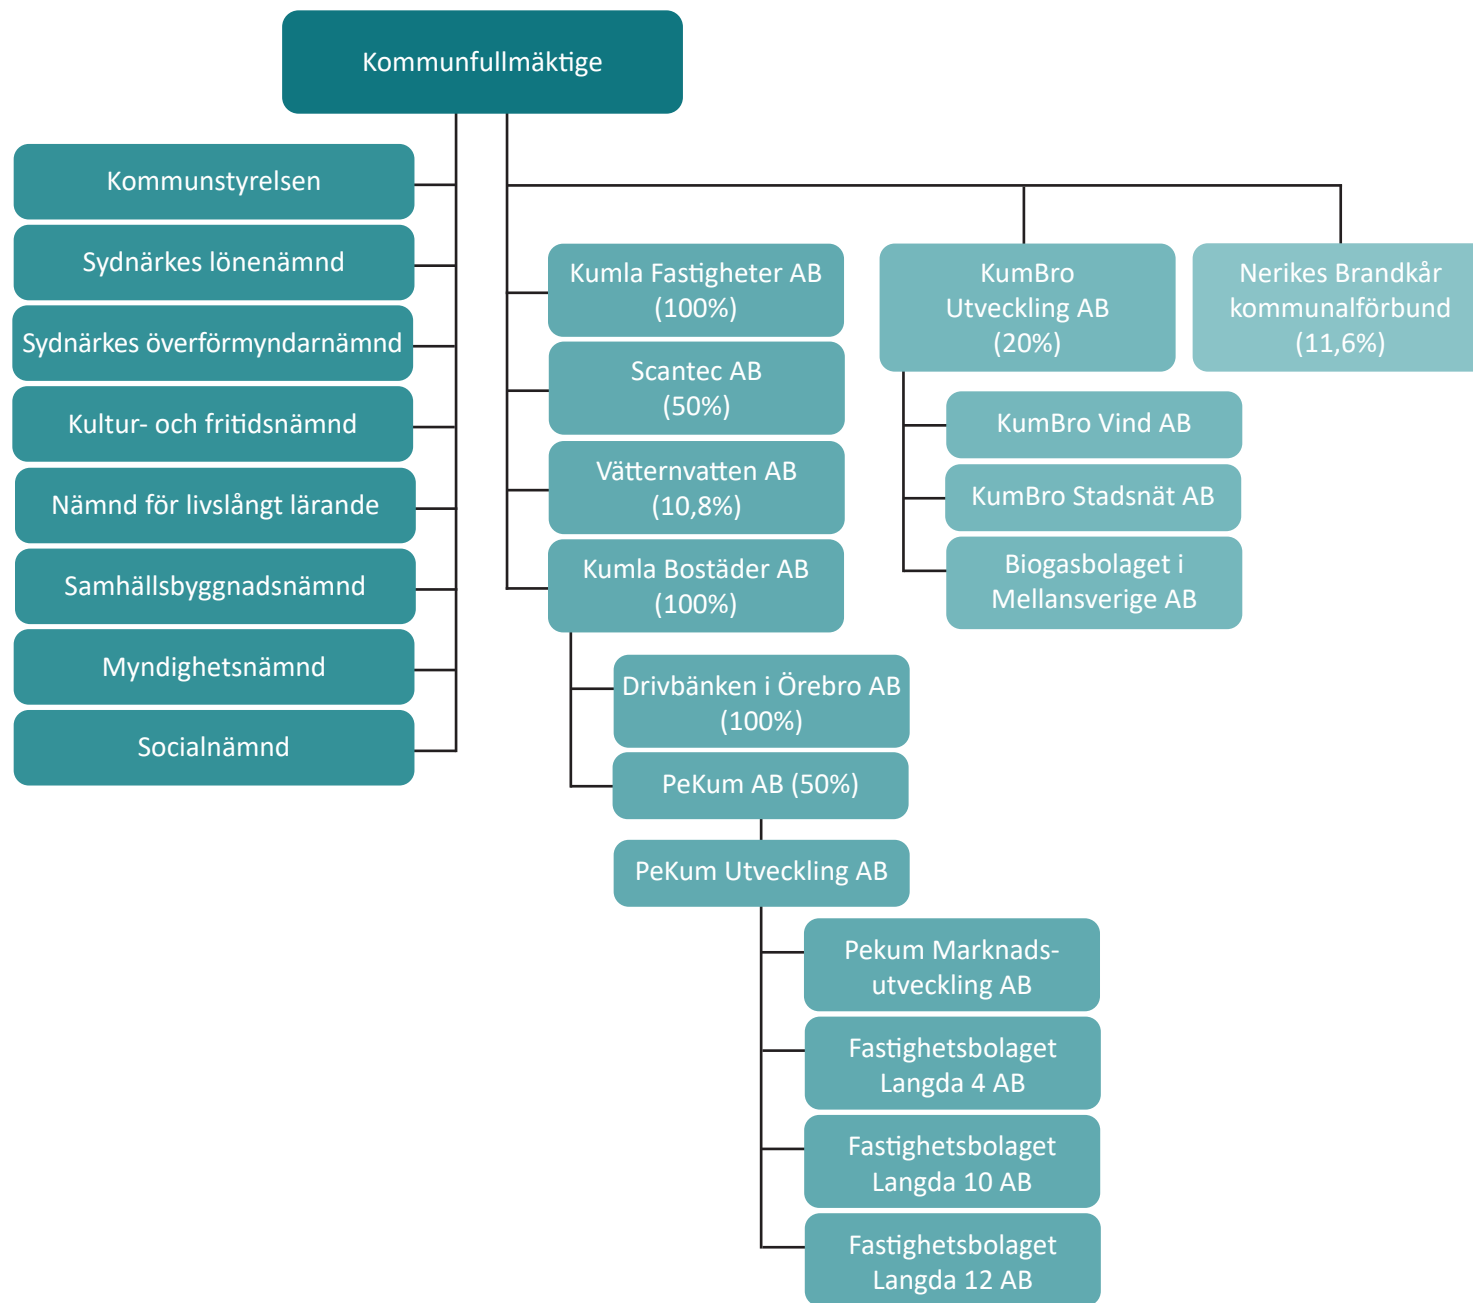 Kommunfullmäktige
Kommunstyrelsen
Sydnärkes lönenämnd
Sydnärkes överförmyndarnämnd
Kultur- och fritidsnämnd
Nämnd för livslångt lärande
Samhällsbyggnadsnämnd
Myndighetsnämnd
Socialnämnd
Kumla Fastigheter AB
(100%)
Scantec AB
(50%)
Vätternvatten AB
(10,8%)
Kumla Bostäder AB
(100%)
Drivbänken i Örebro AB
(100%)
PeKum AB (50%)
PeKum Utveckling AB
Pekum Marknads-
utveckling AB
Fastighetsbolaget
Langda 4 AB
Fastighetsbolaget
Langda 10 AB
Fastighetsbolaget
Langda 12 AB
KumBro
Utveckling AB
(20%)
KumBro Vind AB
KumBro Stadsnät AB
Biogasbolaget i
Mellansverige AB
Nerikes Brandkår
kommunalförbund
(11,6%)